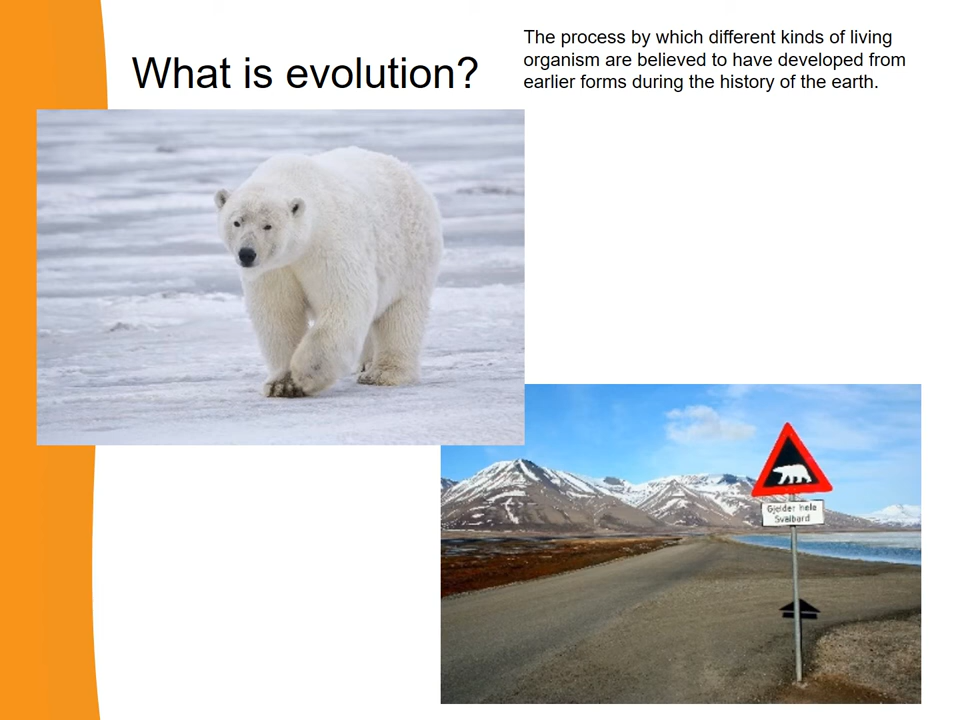 What is evolution?
The process by which different kinds of living
organism are believed to have developed from
earlier forms during the history of the earth.
Gjelder hele
Svalbard